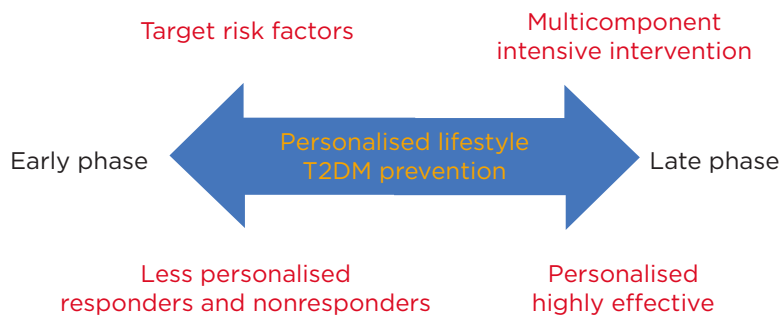 Target risk factors
Multicomponent
intensive intervention
Early phase
Personalised lifestyle
T2DM prevention
Late phase
Less personalised
responders and nonresponders
Personalised
highly effective